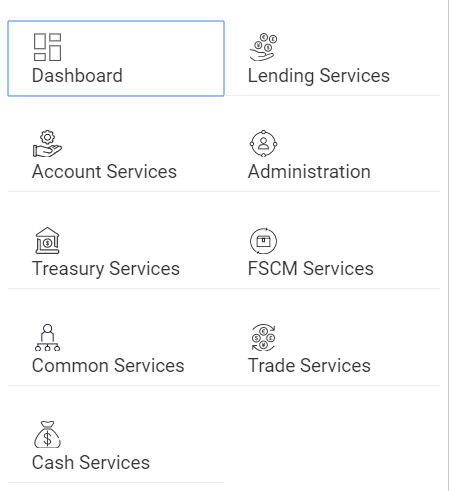 Dashboard
Lending Services
Account Services
Administration
Treasury Services
FSCM Services
Common Services
Trade Services
Cash Services